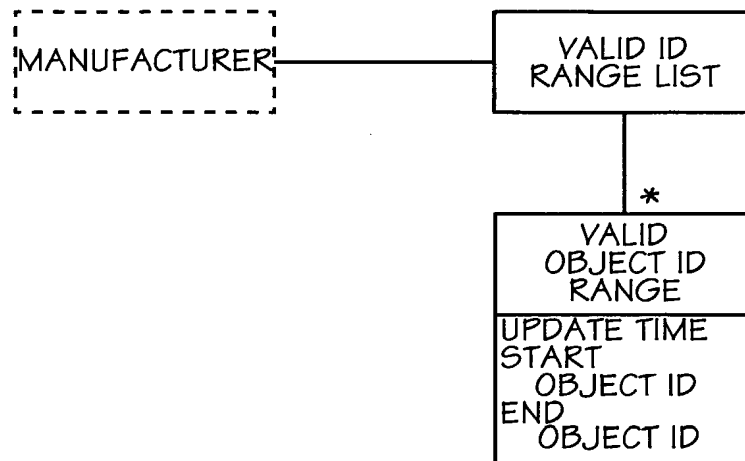 MANUFACTURER
VALID ID
RANGE LIST
*
VALID
OBJECT ID
RANGE
UPDATE TIME
START
OBJECT ID
END
OBJECT ID